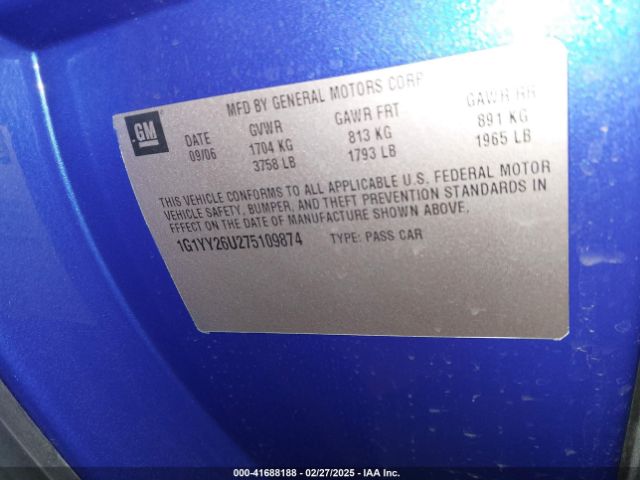 MFD BY GENERAL MOTORS CORP
GM
DATE GVWR GAWR FRT GAWR RR
09/06 1704 KG 813 KG 891 KG
3758 LB 1793 LB 1965 LB
THIS VEHICLE CONFORMS TO ALL APPLICABLE U.S. FEDERAL MOTOR
VEHICLE SAFETY, BUMPER, AND THEFT PREVENTION STANDARDS IN
EFFECT ON THE DATE OF MANUFACTURE SHOWN ABOVE.
1G1YY26U275109874 TYPE: PASS CAR
000-41688188 • 02/27/2025 • IAA Inc.